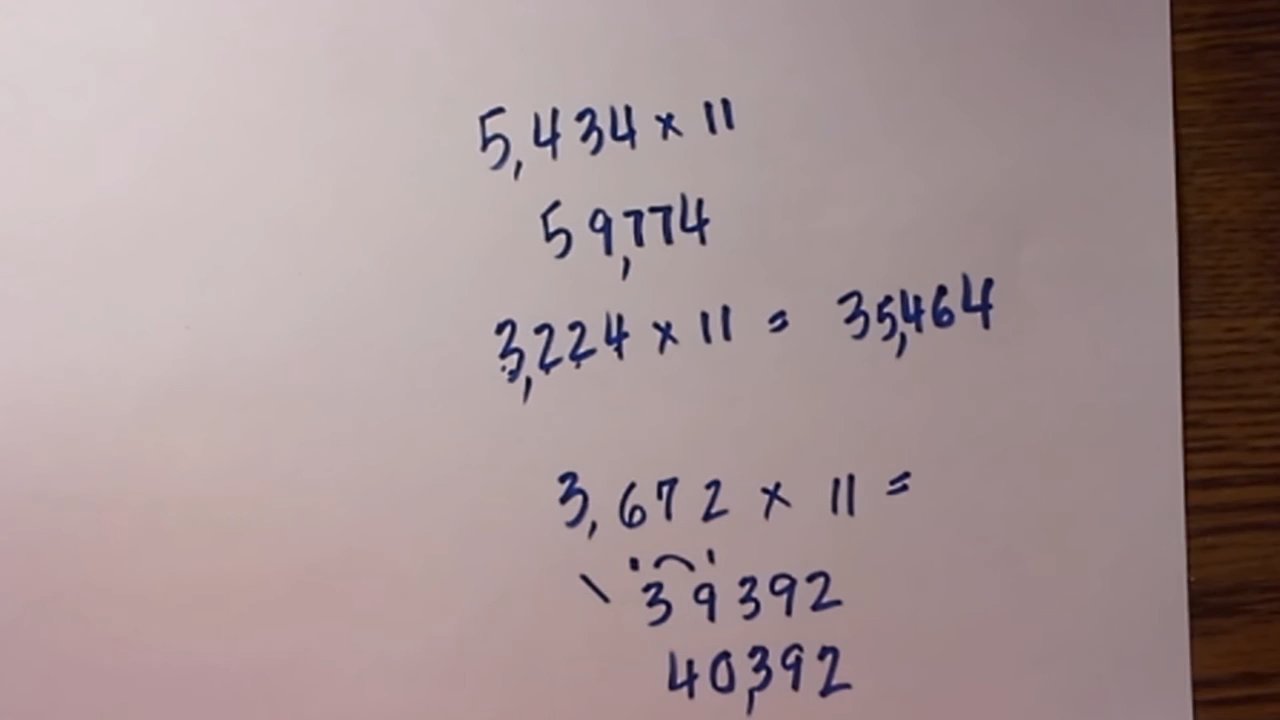 5,434 x 11
59,774
3,224 x 11 = 35,464
3,672 x 11 =
39392
40,392